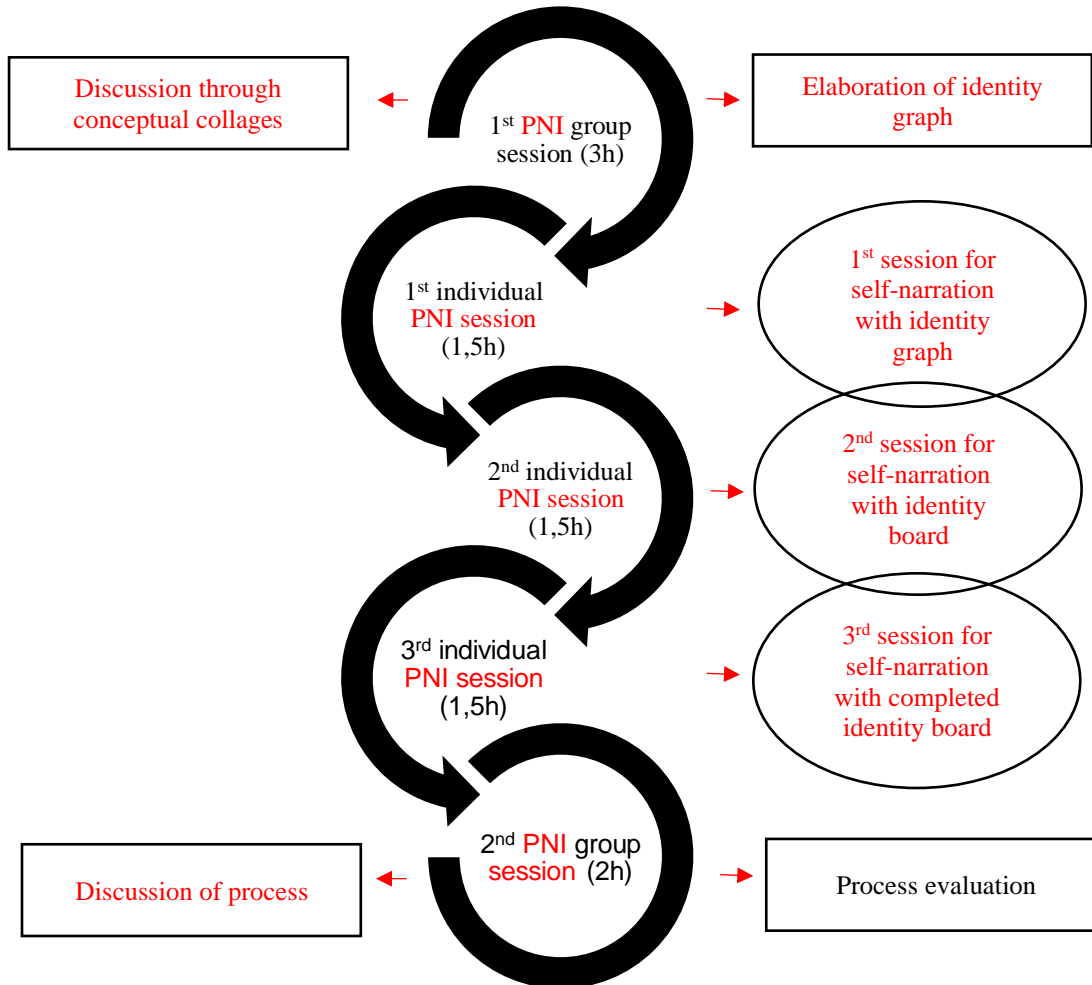 Discussion through
conceptual collages
1st PNI group
session (3h)
Elaboration of identity
graph
1st individual
PNI session
(1,5h)
1st session for
self-narration
with identity
graph
2nd individual
PNI session
(1,5h)
2nd session for
self-narration
with identity
board
3rd individual
PNI session
(1,5h)
3rd session for
self-narration
with completed
identity board
Discussion of process
2nd PNI group
session (2h)
Process evaluation